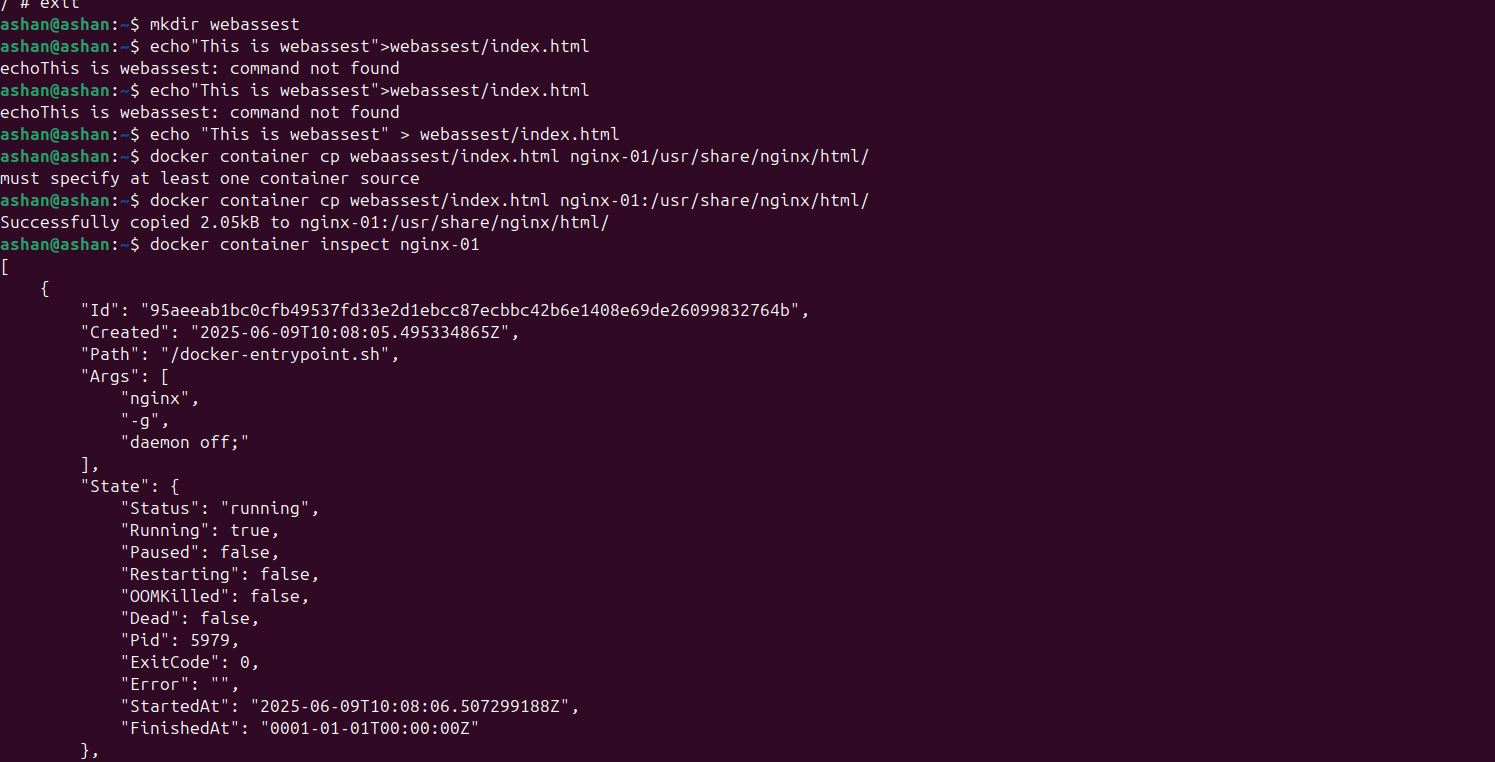 / # exit
ashan@ashan:~$ mkdir webassest
ashan@ashan:~$ echo"This is webassest">webassest/index.html
echoThis is webassest: command not found
ashan@ashan:~$ echo"This is webassest">webassest/index.html
echoThis is webassest: command not found
ashan@ashan:~$ echo "This is webassest" > webassest/index.html
ashan@ashan:~$ docker container cp webaassest/index.html nginx-01/usr/share/nginx/html/
must specify at least one container source
ashan@ashan:~$ docker container cp webassest/index.html nginx-01:/usr/share/nginx/html/
Successfully copied 2.05kB to nginx-01:/usr/share/nginx/html/
ashan@ashan:~$ docker container inspect nginx-01
[
    {
        "Id": "95aeeab1bc0cfb49537fd33e2d1ebcc87ecbbc42b6e1408e69de26099832764b",
        "Created": "2025-06-09T10:08:05.495334865Z",
        "Path": "/docker-entrypoint.sh",
        "Args": [
            "nginx",
            "-g",
            "daemon off;"
        ],
        "State": {
            "Status": "running",
            "Running": true,
            "Paused": false,
            "Restarting": false,
            "OOMKilled": false,
            "Dead": false,
            "Pid": 5979,
            "ExitCode": 0,
            "Error": "",
            "StartedAt": "2025-06-09T10:08:06.507299188Z",
            "FinishedAt": "0001-01-01T00:00:00Z"
        },